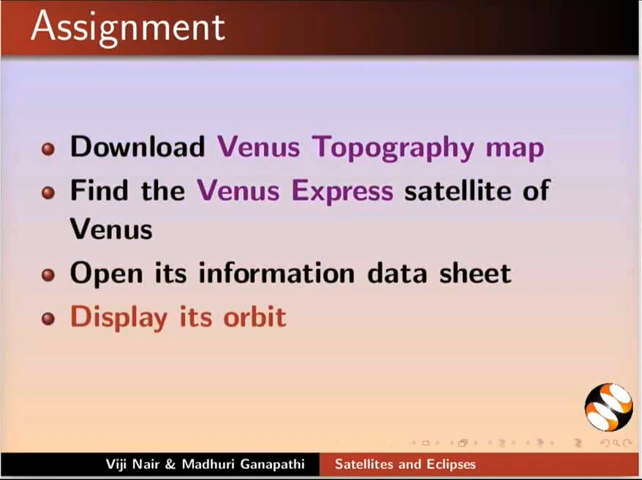 Assignment
Download Venus Topography map
Find the Venus Express satellite of
Venus
Open its information data sheet
Display its orbit
Viji Nair & Madhuri Ganapathi Satellites and Eclipses